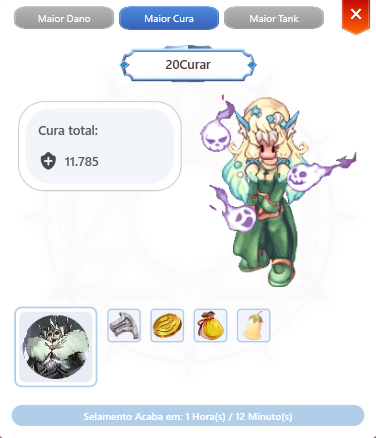 Maior Dano
Maior Cura
Maior Tank
20Curar
Cura total:
11.785
Selamento Acaba em: 1 Hora(s) / 12 Minuto(s)